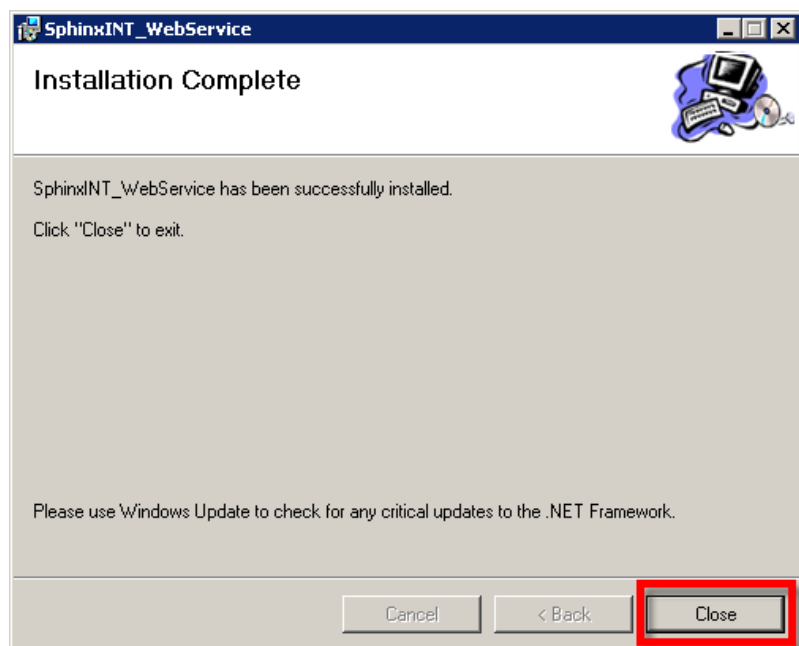 SphinxINT_WebService
Installation Complete
SphinxINT_WebService has been successfully installed.
Click "Close" to exit.
Please use Windows Update to check for any critical updates to the .NET Framework.
Cancel
< Back
Close